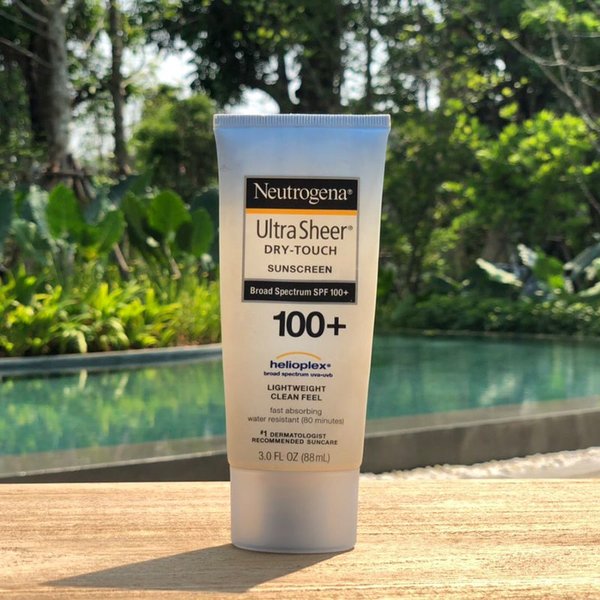 Neutrogena®
Ultra Sheer®
DRY-TOUCH
SUNSCREEN
Broad Spectrum SPF 100+
100+
helioplex®
broad spectrum uva•uvb
LIGHTWEIGHT
CLEAN FEEL
fast absorbing
water resistant (80 minutes)
#1 DERMATOLOGIST
RECOMMENDED SUNCARE
3.0 FL OZ (88mL)